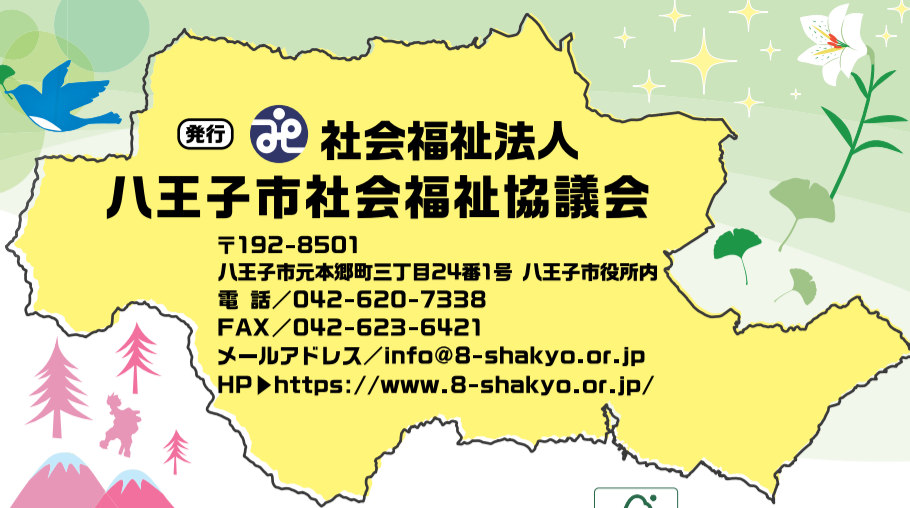 発行 社会福祉法人
八王子市社会福祉協議会
〒192-8501
八王子市元本郷町三丁目24番1号 八王子市役所内
電 話／042-620-7338
FAX／042-623-6421
メールアドレス／info@8-shakyo.or.jp
HP▶https://www.8-shakyo.or.jp/